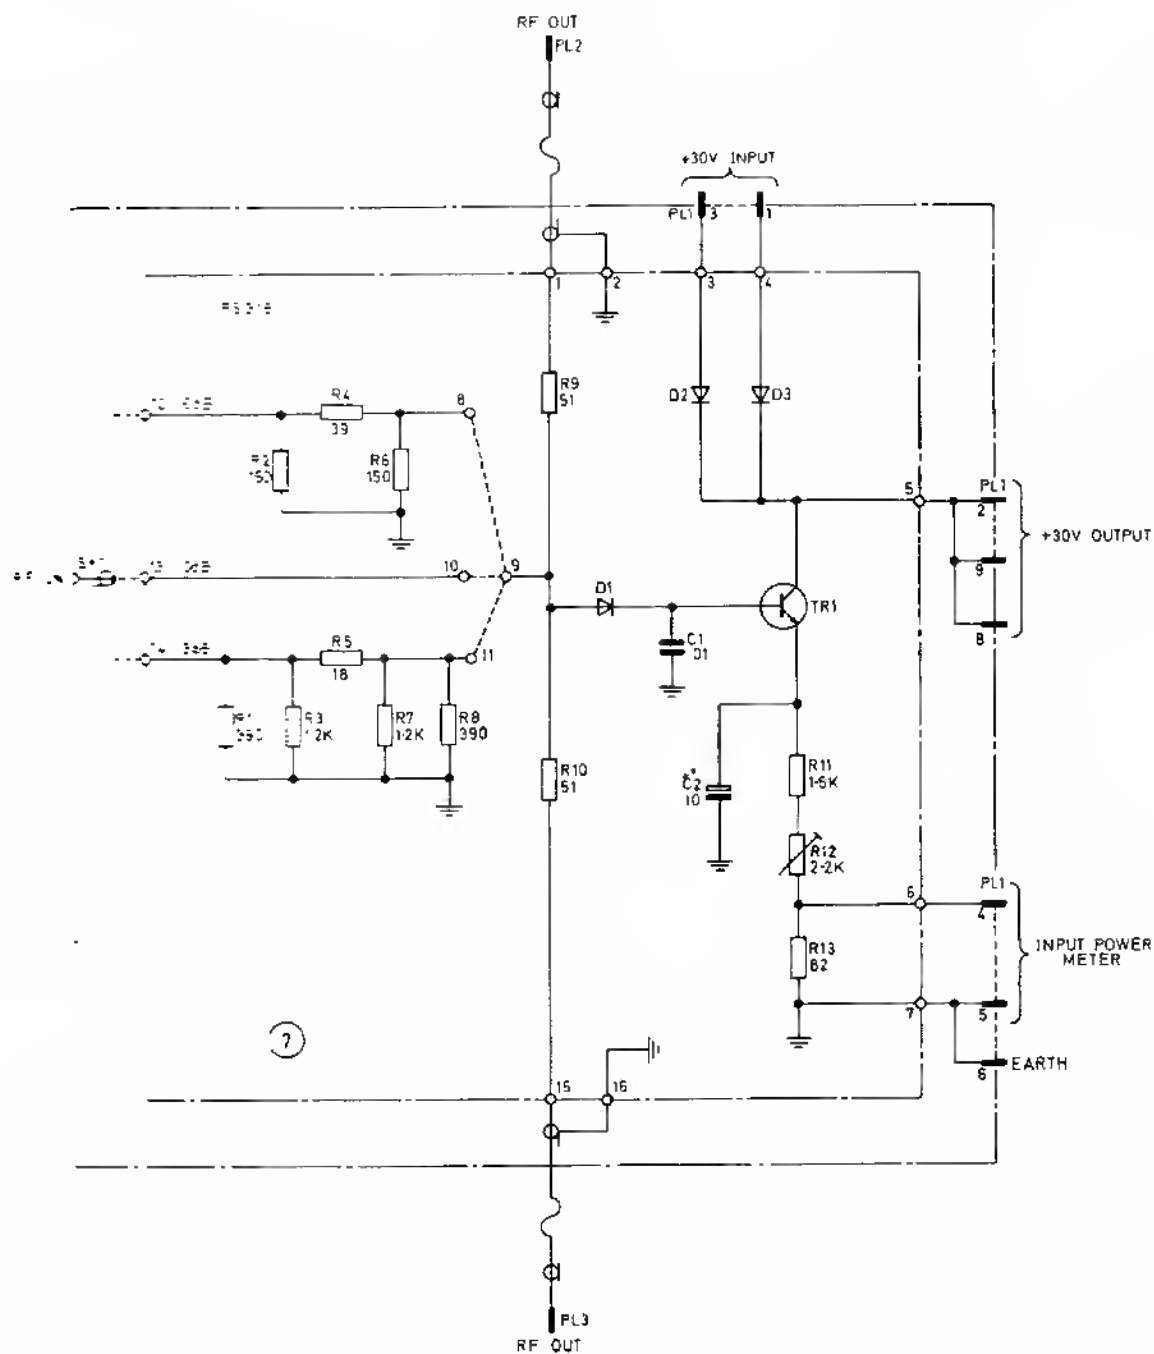 RF OUT
PL2
+30V INPUT
PL1
3
1
1
2
3
4
R9
51
D2
D3
R4
39
8
R6
150
5
PL1
2
9
8
+30V OUTPUT
10
9
D1
TR1
C1
01
R5
18
11
R3
R7
1·2K
R8
390
R10
51
R11
1·6K
C2
10
R12
2·2K
6
PL1
4
R13
82
INPUT POWER
METER
7
5
6
EARTH
7
15
16
PL3
RF OUT